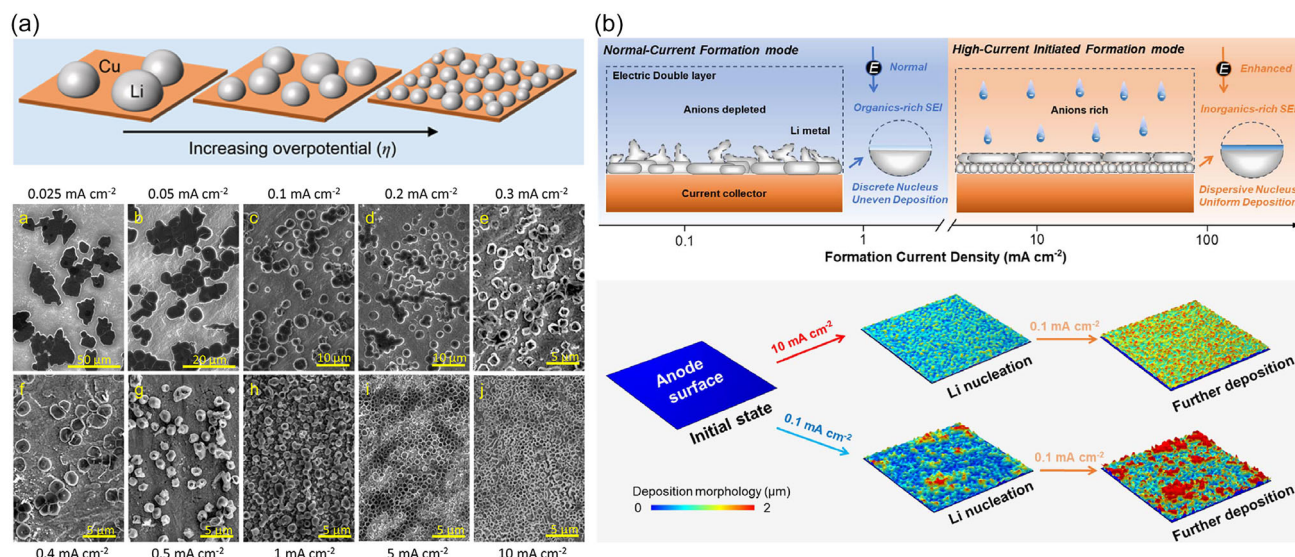 (a)
Cu
Li
Increasing overpotential (η)
0.025 mA cm-2
0.05 mA cm-2
0.1 mA cm-2
0.2 mA cm-2
0.3 mA cm-2
a
b
c
d
e
50 μm
20 μm
10 μm
10 μm
5 μm
f
g
h
i
j
5 μm
5 μm
5 μm
5 μm
5 μm
0.4 mA cm-2
0.5 mA cm-2
1 mA cm-2
5 mA cm-2
10 mA cm-2
(b)
Normal-Current Formation mode
E
Normal
Electric Double layer
Anions depleted
Organics-rich SEI
Li metal
Current collector
Discrete Nucleus
Uneven Deposition
High-Current Initiated Formation mode
E
Enhanced
Anions rich
Inorganics-rich SEI
Dispersive Nucleus
Uniform Deposition
0.1
1
10
100
Formation Current Density (mA cm-2)
Anode
surface
Initial state
10 mA cm-2
Li nucleation
0.1 mA cm-2
Further deposition
0.1 mA cm-2
Li nucleation
0.1 mA cm-2
Further deposition
Deposition morphology (μm)
0
2